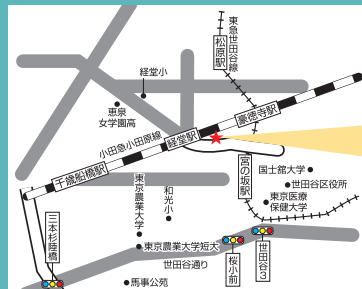 東急世田谷線
松原駅
経堂小
恵泉
女学園高
小田急小田原線
経堂駅
豪徳寺駅
千歳船橋駅
宮の坂駅
国士舘大学
世田谷区役所
東京医療
保健大学
東京農業大学
和光小
三本杉陸橋
東京農業大学短大
世田谷通り
桜小前
世田谷3
馬事公苑